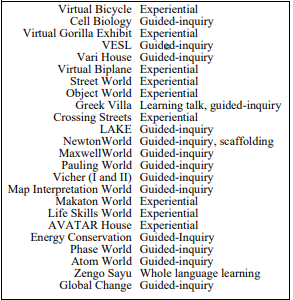 Virtual Bicycle Experiential
Cell Biology Guided-inquiry
Virtual Gorilla Exhibit Experiential
VESL Guided-inquiry
Vari House Guided-inquiry
Virtual Biplane Experiential
Street World Experiential
Object World Experiential
Greek Villa Learning talk, guided-inquiry
Crossing Streets Experiential
LAKE Guided-inquiry
NewtonWorld Guided-inquiry, scaffolding
MaxwellWorld Guided-inquiry
Pauling World Guided-inquiry
Vicher (I and II) Guided-inquiry
Map Interpretation World Guided-inquiry
Makaton World Experiential
Life Skills World Experiential
AVATAR House Experiential
Energy Conservation Guided-Inquiry
Phase World Guided-inquiry
Atom World Guided-inquiry
Zengo Sayu Whole language learning
Global Change Guided-inquiry